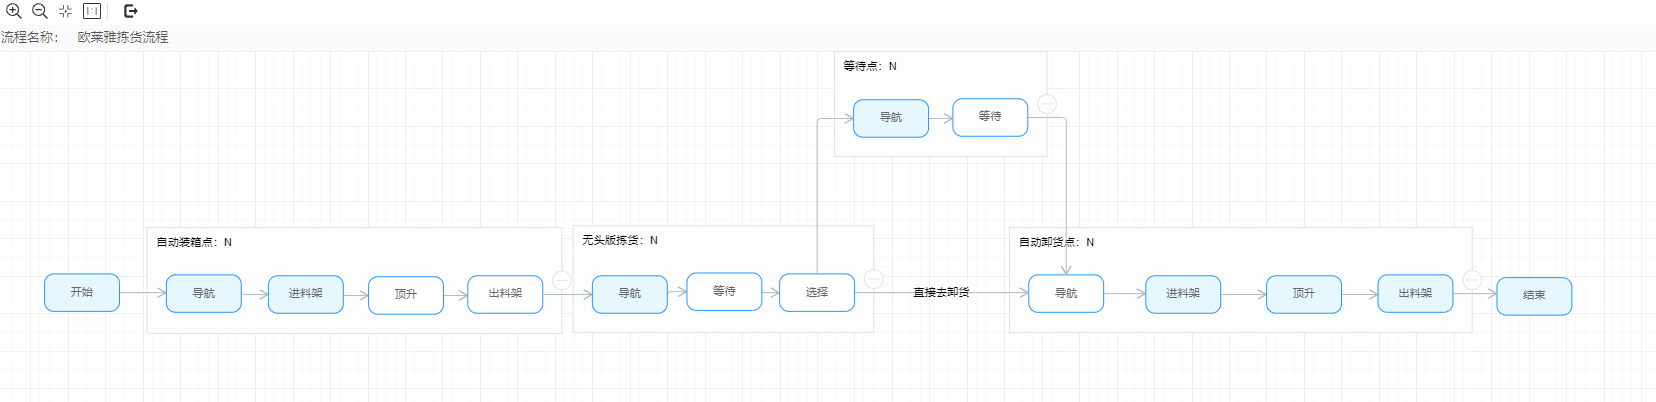 流程名称： 欧莱雅拣货流程
等待点：N
导航
等待
自动装箱点：N
无头版拣货：N
自动卸货点：N
开始
导航
进料架
顶升
出料架
导航
等待
选择
直接去卸货
导航
进料架
顶升
出料架
结束